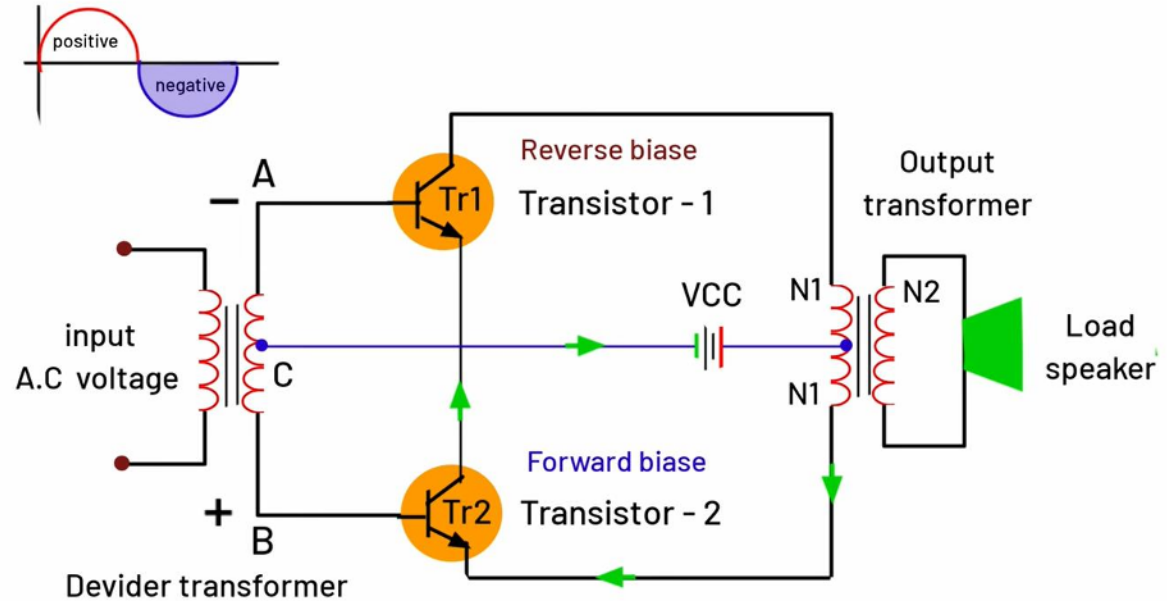 positive
negative
A
−
Tr1
Reverse biase
Transistor - 1
Output
transformer
input
A.C voltage
C
VCC
N1
N1
N2
Load
speaker
Forward biase
Tr2
Transistor - 2
+
B
Devider transformer